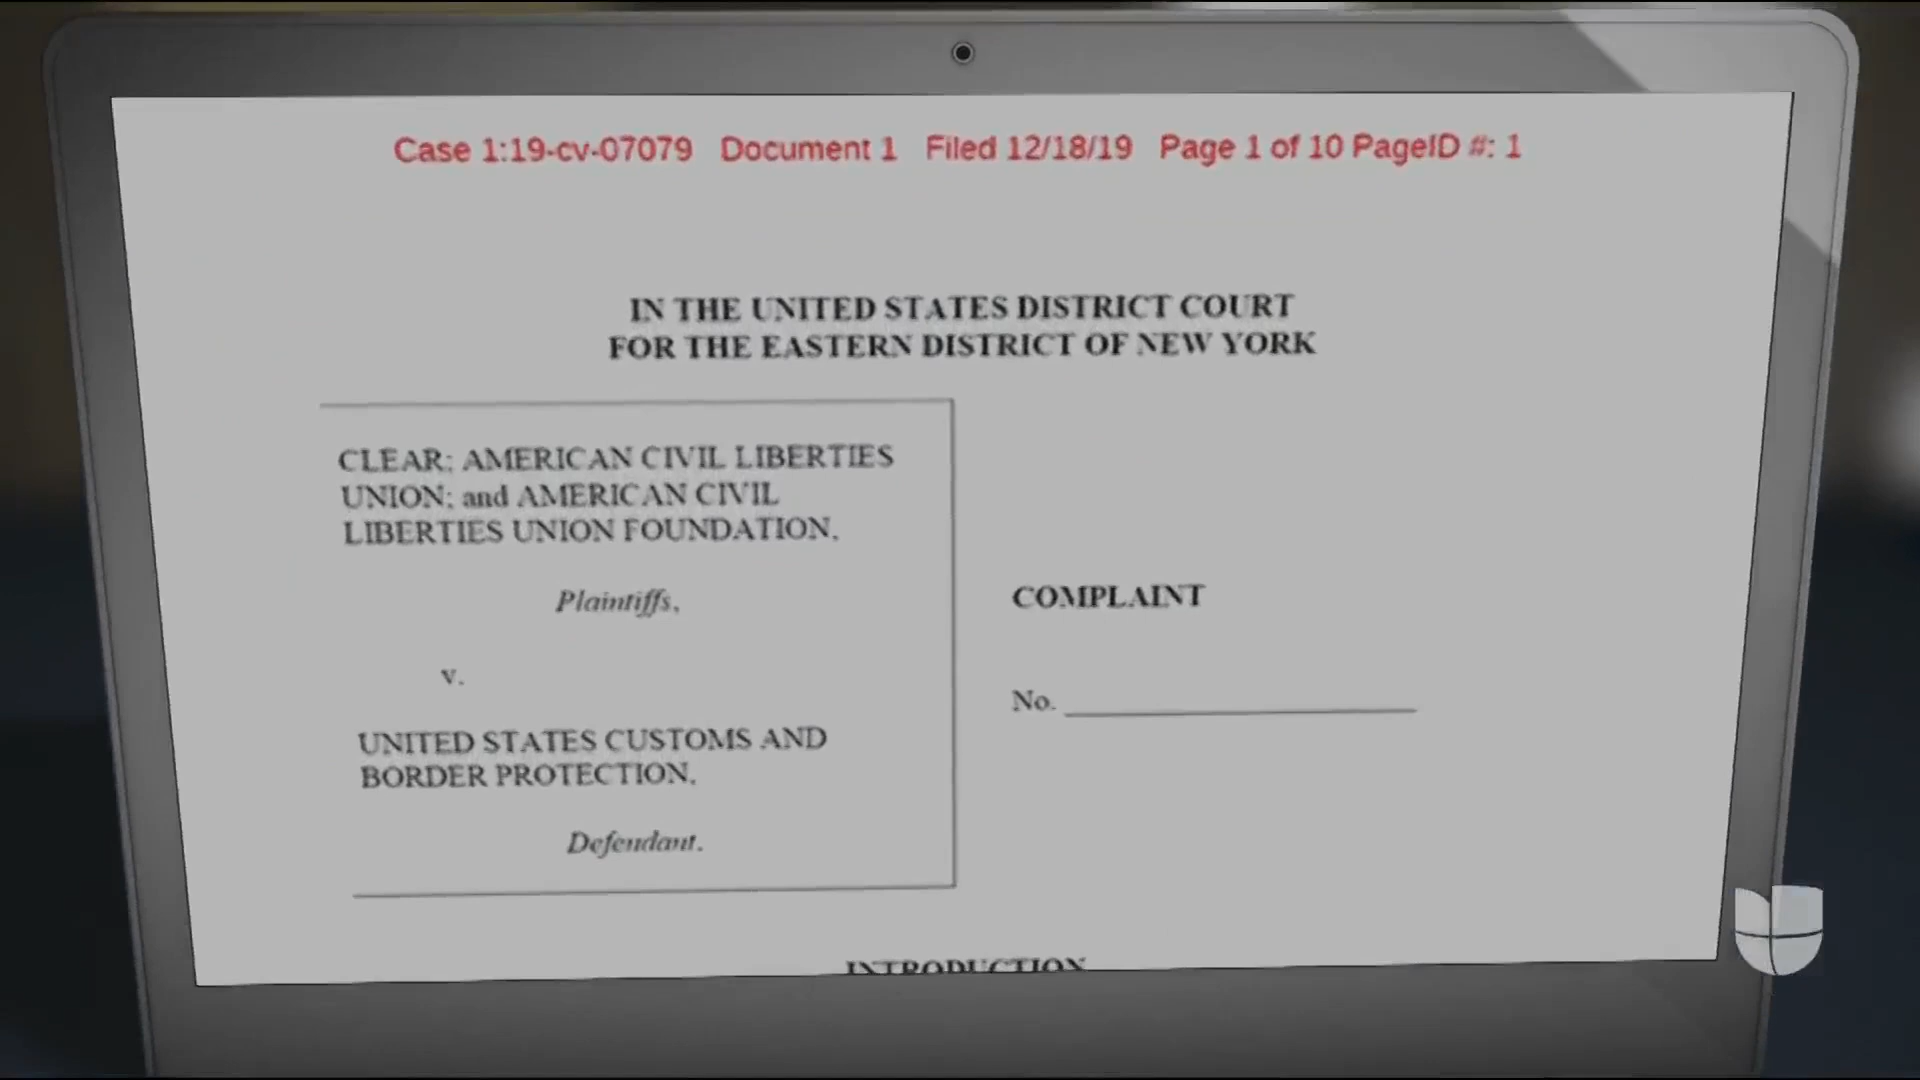 Case 1:19-cv-07079 Document 1 Filed 12/18/19 Page 1 of 10 PageID #: 1
IN THE UNITED STATES DISTRICT COURT
FOR THE EASTERN DISTRICT OF NEW YORK
CLEAR; AMERICAN CIVIL LIBERTIES
UNION; and AMERICAN CIVIL
LIBERTIES UNION FOUNDATION,
Plaintiffs,
v.
UNITED STATES CUSTOMS AND
BORDER PROTECTION,
Defendant.
COMPLAINT
No.
INTRODUCTION